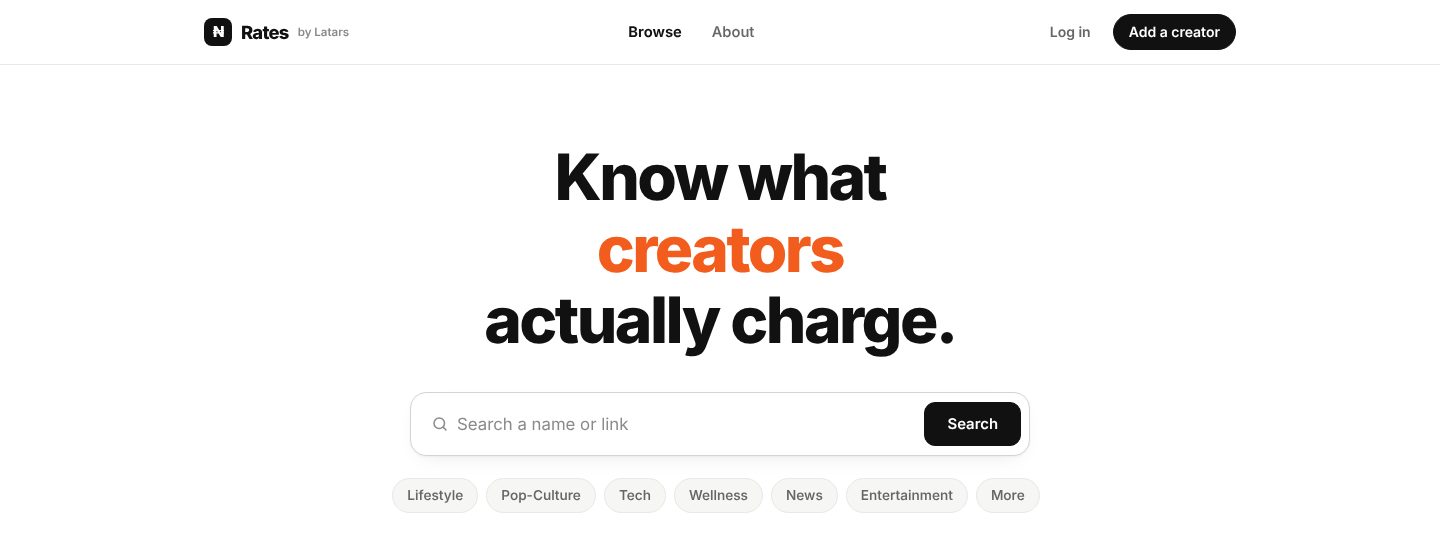 ₦ Rates by Latars
Browse
About
Log in
Add a creator
Know what
creators
actually charge.
Search a name or link
Search
Lifestyle
Pop-Culture
Tech
Wellness
News
Entertainment
More